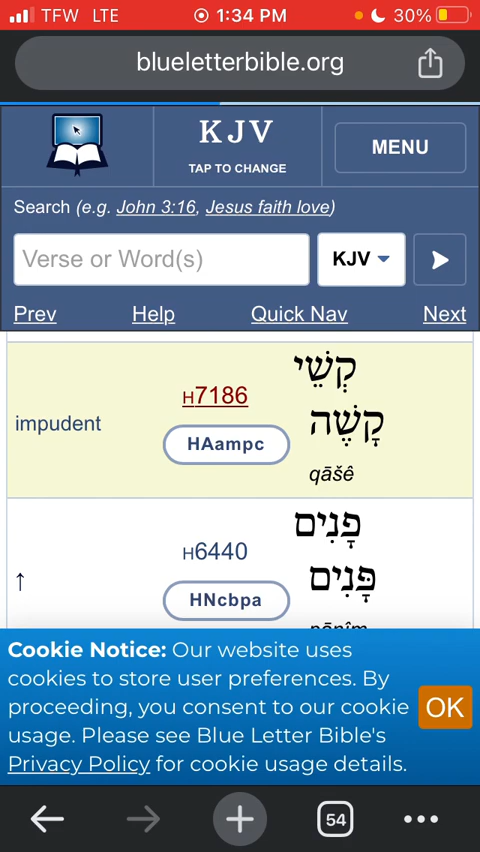 TFW LTE 1:34 PM 30%
blueletterbible.org
KJV
TAP TO CHANGE
MENU
Search (e.g. John 3:16, Jesus faith love)
Verse or Word(s) KJV
Prev Help Quick Nav Next
impudent
H7186
HAampc
קְשֵׁי
קָשֶׁה
qāšê
↑
H6440
HNcbpa
פָנִים
פָּנִים
pānîm
Cookie Notice: Our website uses
cookies to store user preferences. By
proceeding, you consent to our cookie
usage. Please see Blue Letter Bible's
Privacy Policy for cookie usage details.
OK
54